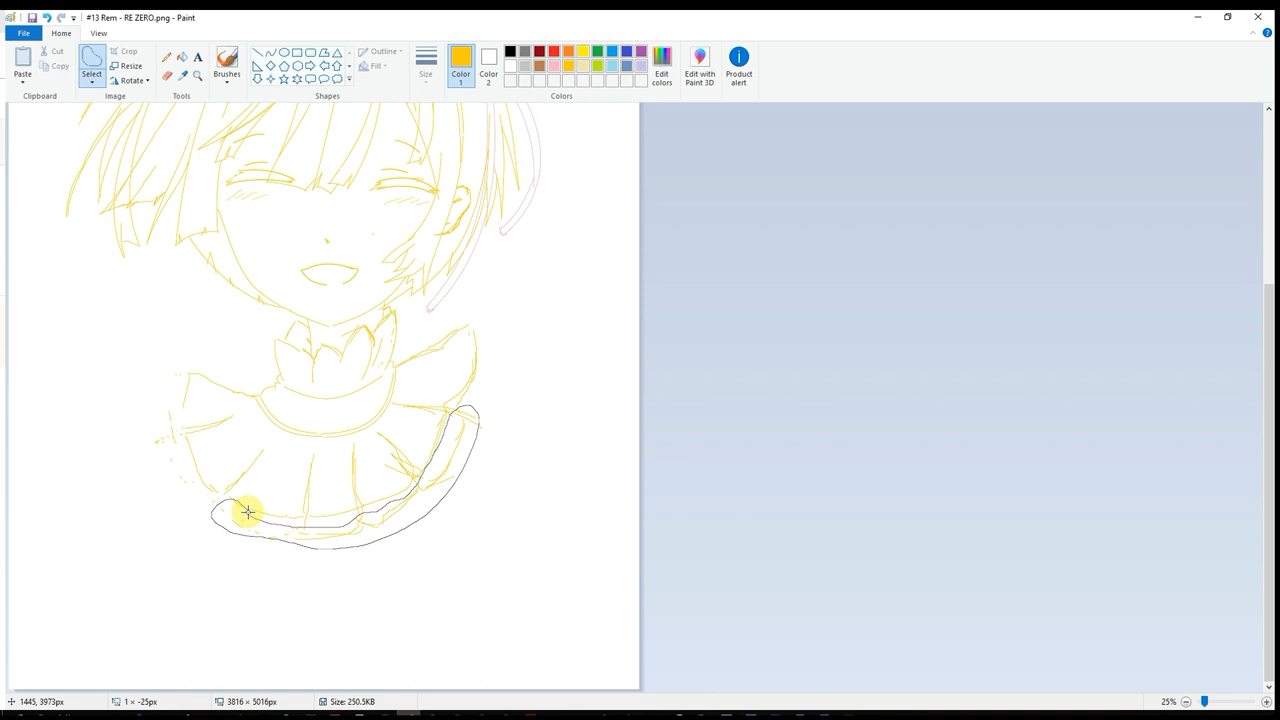 #13 Rem - RE ZERO.png - Paint
File Home View
Paste
Cut
Copy
Clipboard
Select
Crop
Resize
Rotate
Image
Tools
Brushes
Outline
Fill
Shapes
Size
Color 1
Color 2
Edit colors
Colors
Edit with Paint 3D
Product alert
1445, 3973px 1 × -25px 3816 × 5016px Size: 250.5KB 25%